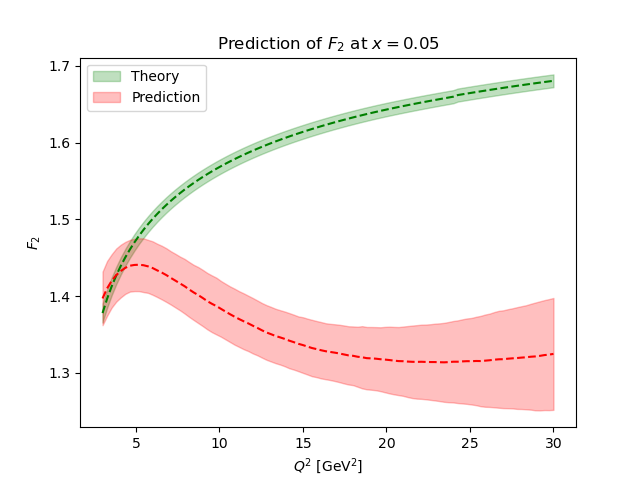 Prediction of F₂ at x = 0.05
Theory
Prediction
1.7
1.6
1.5
1.4
1.3
F₂
5 10 15 20 25 30
Q² [GeV²]